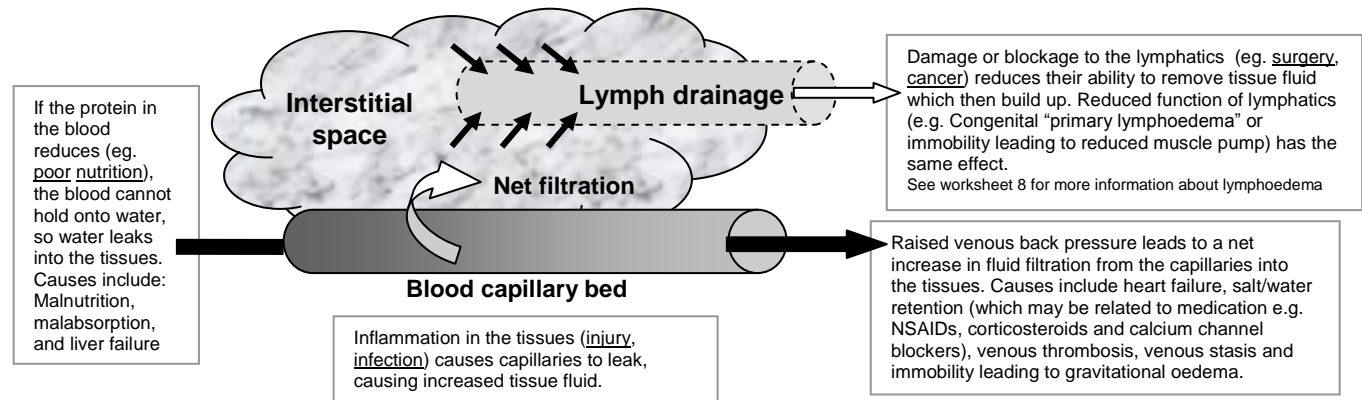 If the protein in
the blood
reduces (eg.
poor nutrition),
the blood cannot
hold onto water,
so water leaks
into the tissues.
Causes include:
Malnutrition,
malabsorption,
and liver failure
Interstitial
space
Lymph drainage
Net filtration
Blood capillary bed
Inflammation in the tissues (injury,
infection) causes capillaries to leak,
causing increased tissue fluid.
Damage or blockage to the lymphatics (eg. surgery,
cancer) reduces their ability to remove tissue fluid
which then build up. Reduced function of lymphatics
(e.g. Congenital “primary lymphoedema” or
immobility leading to reduced muscle pump) has the
same effect.
See worksheet 8 for more information about lymphoedema
Raised venous back pressure leads to a net
increase in fluid filtration from the capillaries into
the tissues. Causes include heart failure, salt/water
retention (which may be related to medication e.g.
NSAIDs, corticosteroids and calcium channel
blockers), venous thrombosis, venous stasis and
immobility leading to gravitational oedema.